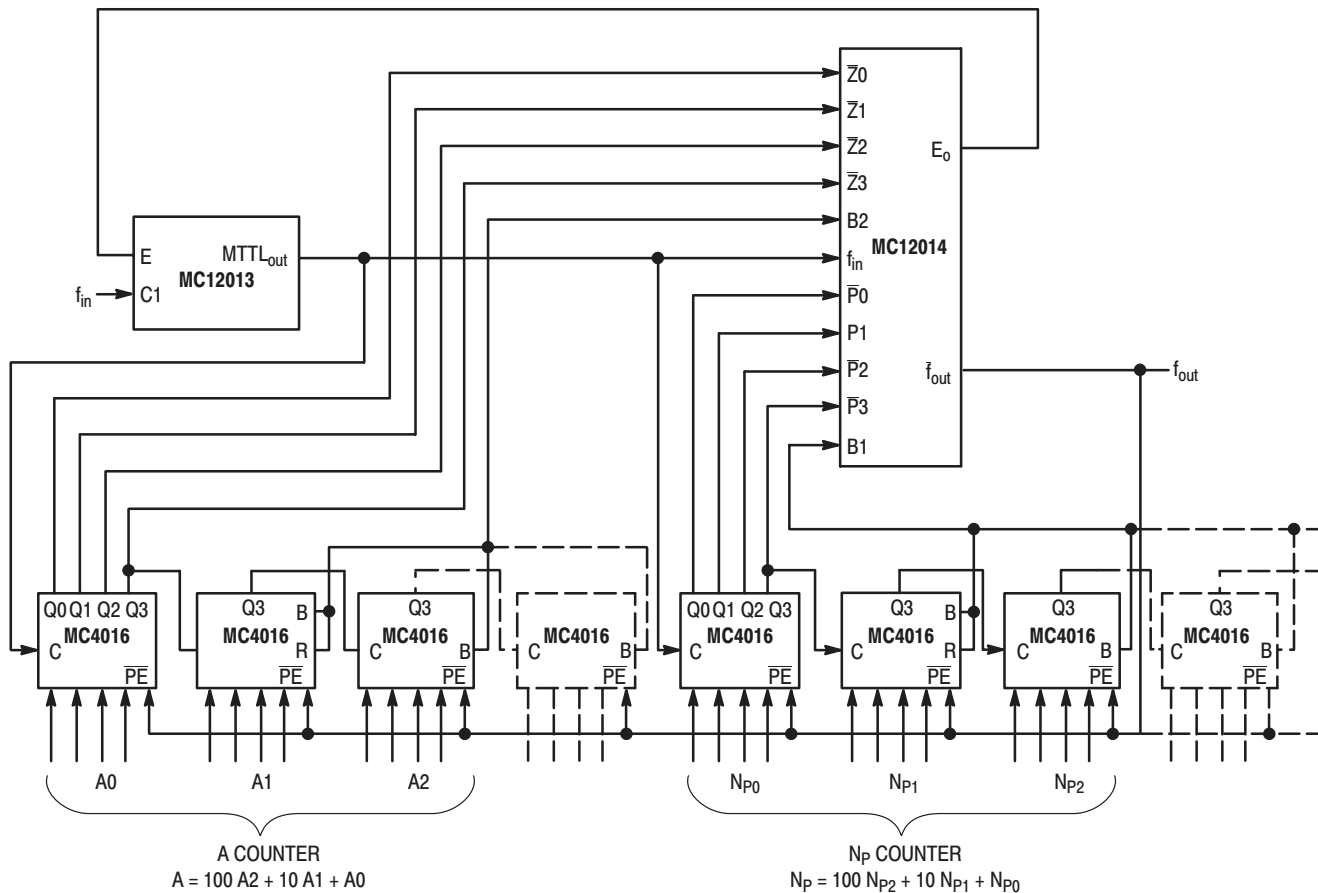 Z̅0
Z̅1
Z̅2
Z̅3
B2
f_in
P̅0
P1
P̅2
P̅3
B1
MC12014
E_o
f̅_out
f_out
E
MTTL_out
MC12013
f_in
C1
Q0 Q1 Q2 Q3
MC4016
C
P̅E̅
Q3
B
MC4016
R
P̅E̅
Q3
MC4016
C
B
P̅E̅
MC4016
C
B
P̅E̅
Q0 Q1 Q2 Q3
MC4016
C
P̅E̅
Q3
B
MC4016
C
R
P̅E̅
Q3
MC4016
C
B
P̅E̅
Q3
MC4016
C
B
P̅E̅
A0
A1
A2
N_P0
N_P1
N_P2
A COUNTER
A = 100 A2 + 10 A1 + A0
N_P COUNTER
N_P = 100 N_P2 + 10 N_P1 + N_P0